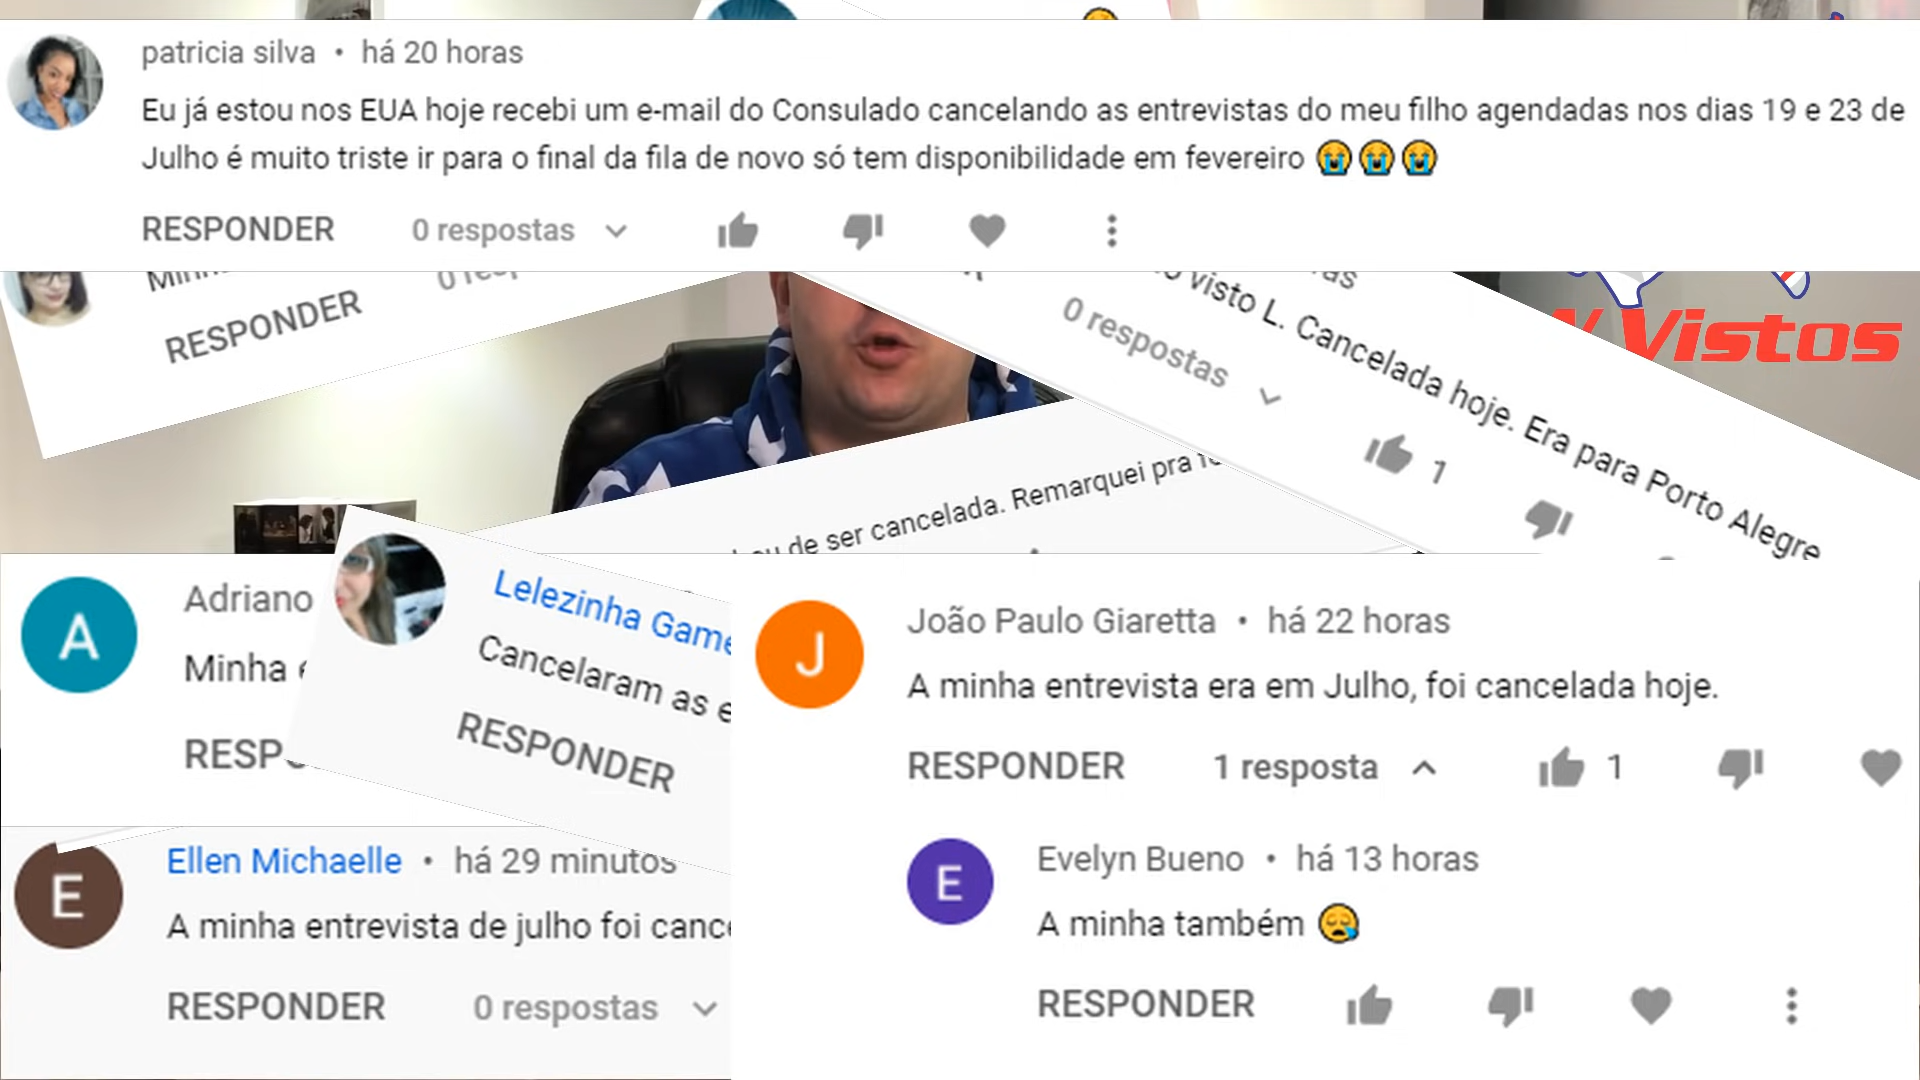 patricia silva • há 20 horas
Eu já estou nos EUA hoje recebi um e-mail do Consulado cancelando as entrevistas do meu filho agendadas nos dias 19 e 23 de
Julho é muito triste ir para o final da fila de novo só tem disponibilidade em fevereiro 😭😭😭
RESPONDER 0 respostas
RESPONDER
visto L. Cancelada hoje. Era para Porto Alegre
0 respostas
1
Vistos
de ser cancelada. Remarquei pra
Adriano
Minha
RESP
Lelezinha Game
Cancelaram as e
RESPONDER
João Paulo Giaretta • há 22 horas
A minha entrevista era em Julho, foi cancelada hoje.
RESPONDER 1 resposta 1
Evelyn Bueno • há 13 horas
A minha também 😪
RESPONDER
Ellen Michaelle • há 29 minutos
A minha entrevista de julho foi canc
RESPONDER 0 respostas
A
J
E
E